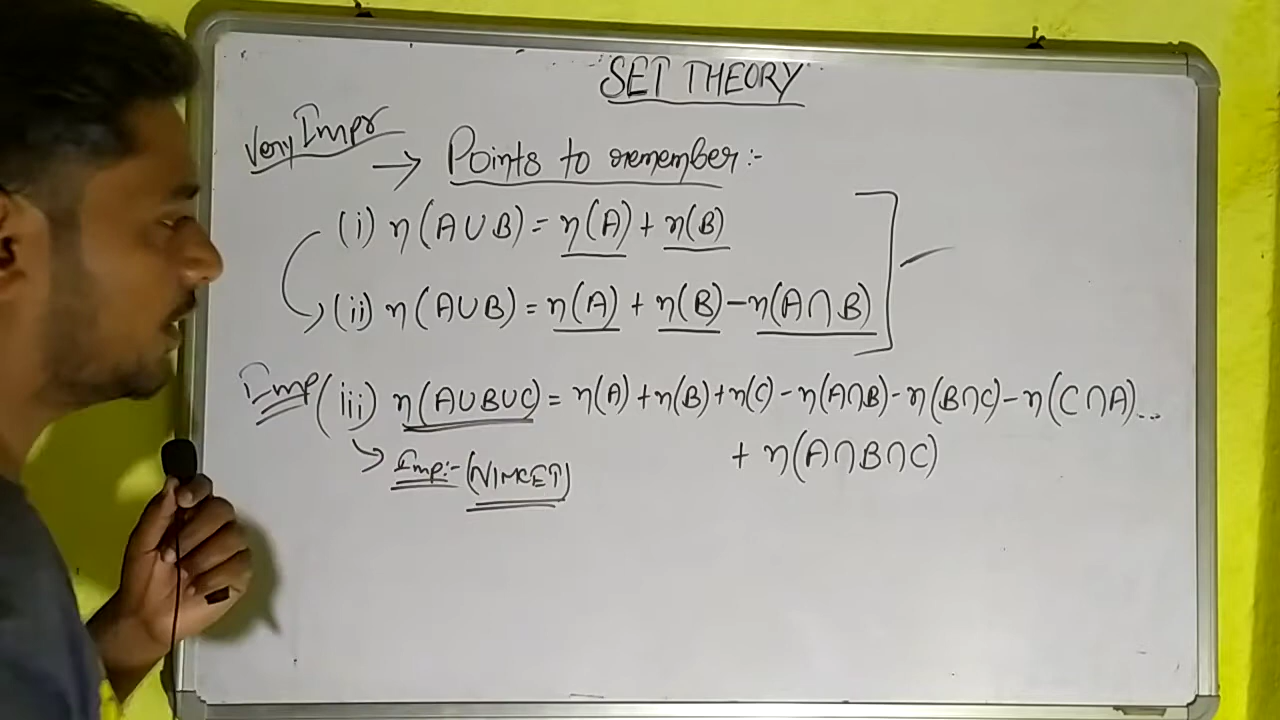 SET THEORY
Very Impr
→ Points to remember:-
(i) η(A∪B) = η(A) + η(B)
(ii) η(A∪B) = η(A) + η(B) - η(A∩B)
Imp (iii) η(A∪B∪C) = η(A) + η(B) + η(C) - η(A∩B) - η(B∩C) - η(C∩A)...
+ η(A∩B∩C)
Imp:- (NIMCET)